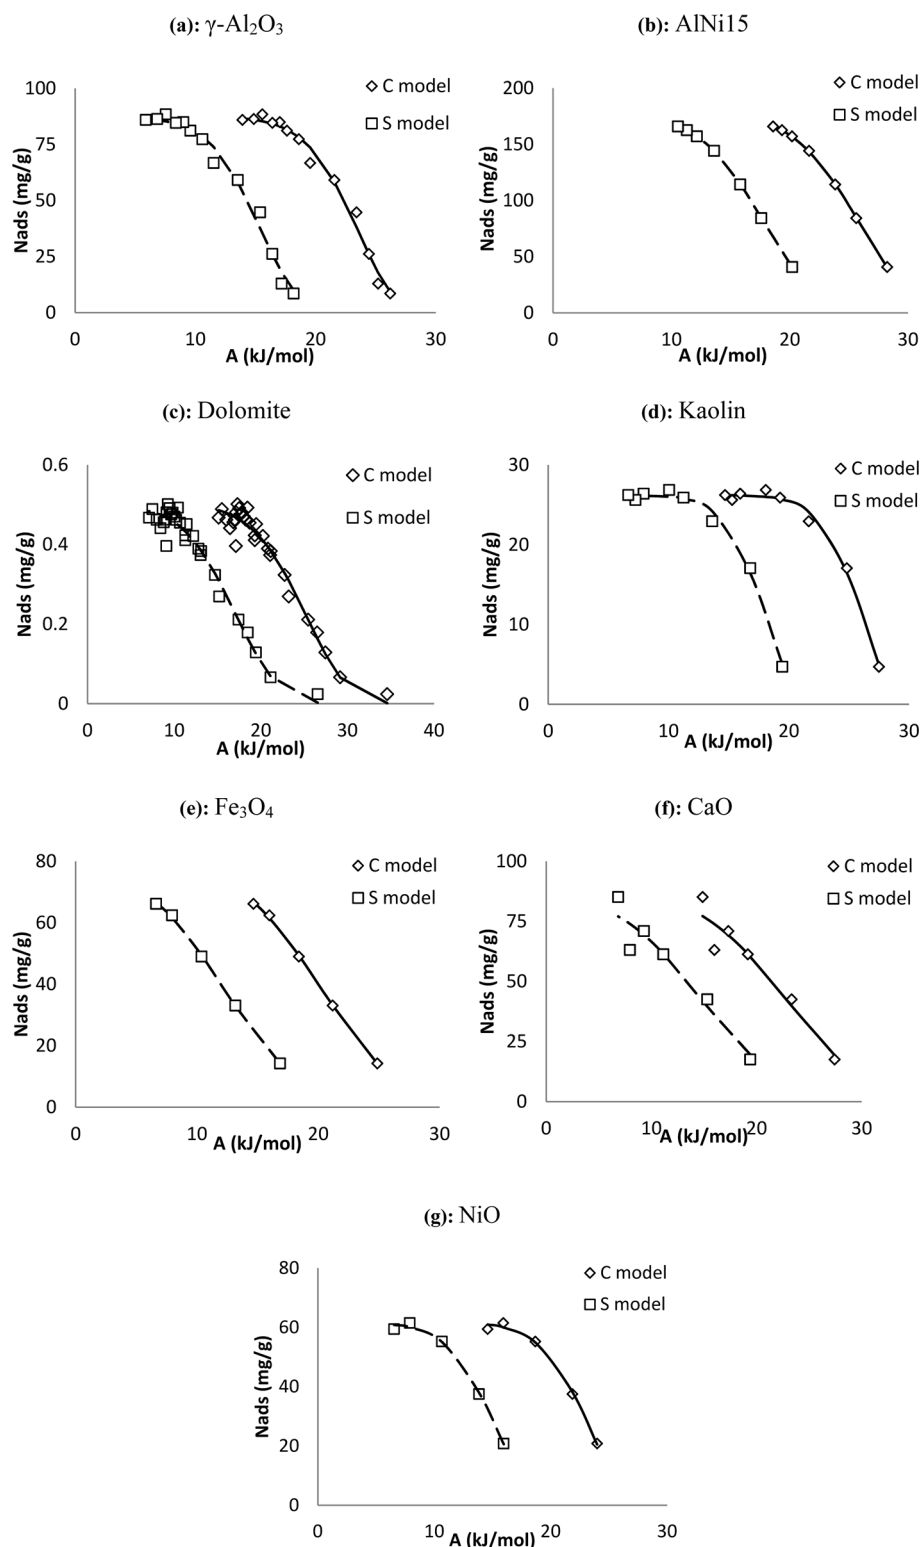 (a): γ-Al₂O₃
(b): AlNi15
100
75
50
25
0
Nads (mg/g)
C model
S model
0 10 20 30
A (kJ/mol)
200
150
100
50
0
Nads (mg/g)
C model
S model
0 10 20 30
A (kJ/mol)
(c): Dolomite
(d): Kaolin
0.6
0.4
0.2
0
Nads (mg/g)
C model
S model
0 10 20 30 40
A (kJ/mol)
30
20
10
0
Nads (mg/g)
C model
S model
0 10 20 30
A (kJ/mol)
(e): Fe₃O₄
(f): CaO
80
60
40
20
0
Nads (mg/g)
C model
S model
0 10 20 30
A (kJ/mol)
100
75
50
25
0
Nads (mg/g)
C model
S model
0 10 20 30
A (kJ/mol)
(g): NiO
80
60
40
20
0
Nads (mg/g)
C model
S model
0 10 20 30
A (kJ/mol)